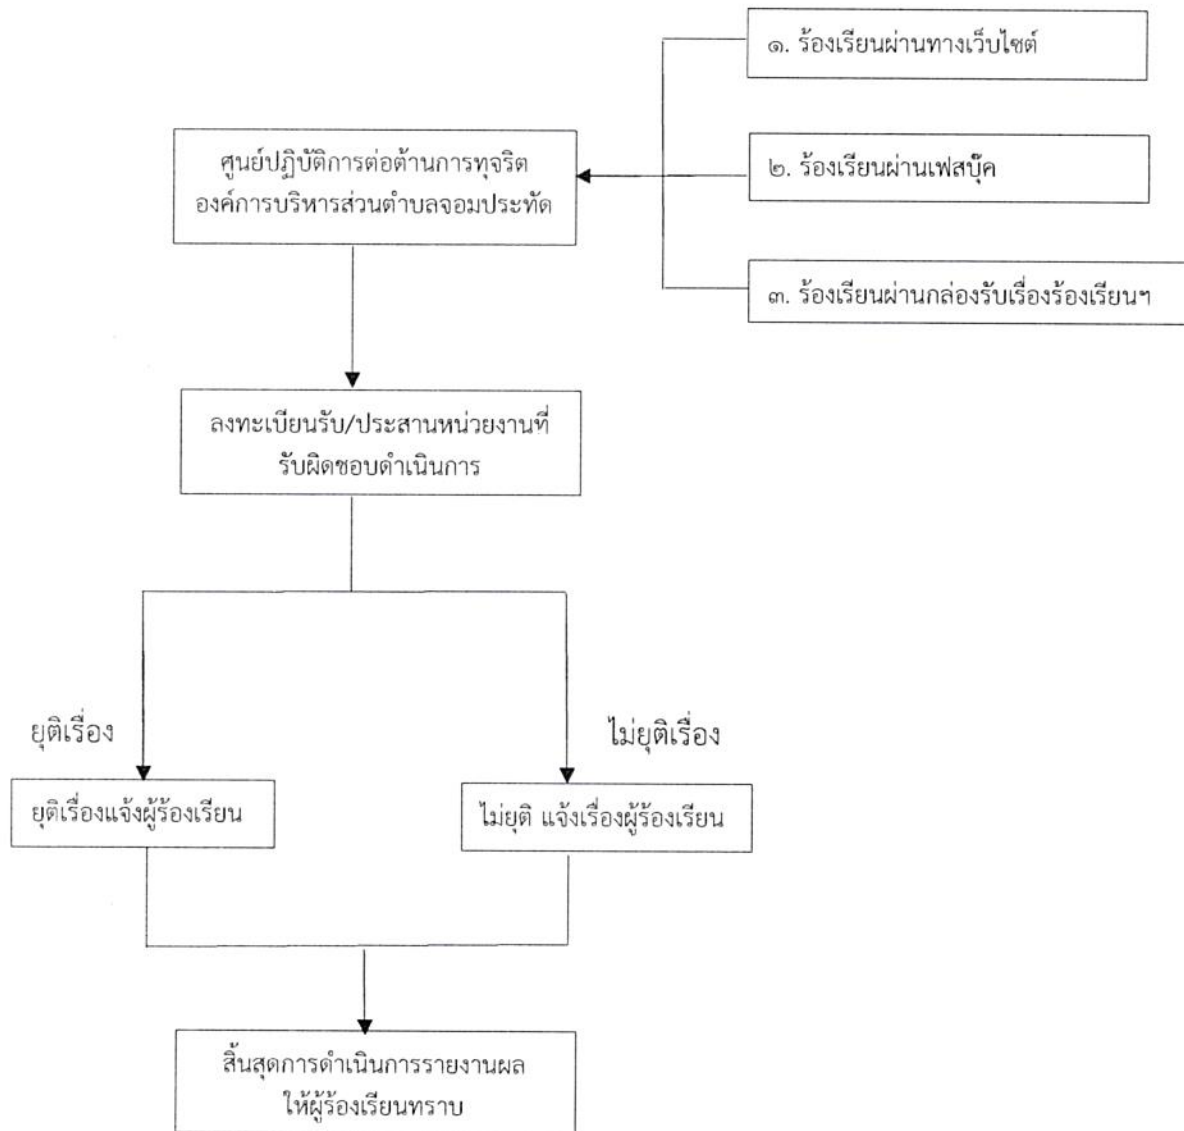 ๑. ร้องเรียนผ่านทางเว็บไซต์
ศูนย์ปฏิบัติการต่อต้านการทุจริต
องค์การบริหารส่วนตำบลจอมประทัด
๒. ร้องเรียนผ่านเฟสบุ๊ค
๓. ร้องเรียนผ่านกล่องรับเรื่องร้องเรียนฯ
ลงทะเบียนรับ/ประสานหน่วยงานที่
รับผิดชอบดำเนินการ
ยุติเรื่อง
ไม่ยุติเรื่อง
ยุติเรื่องแจ้งผู้ร้องเรียน
ไม่ยุติ แจ้งเรื่องผู้ร้องเรียน
สิ้นสุดการดำเนินการรายงานผล
ให้ผู้ร้องเรียนทราบ